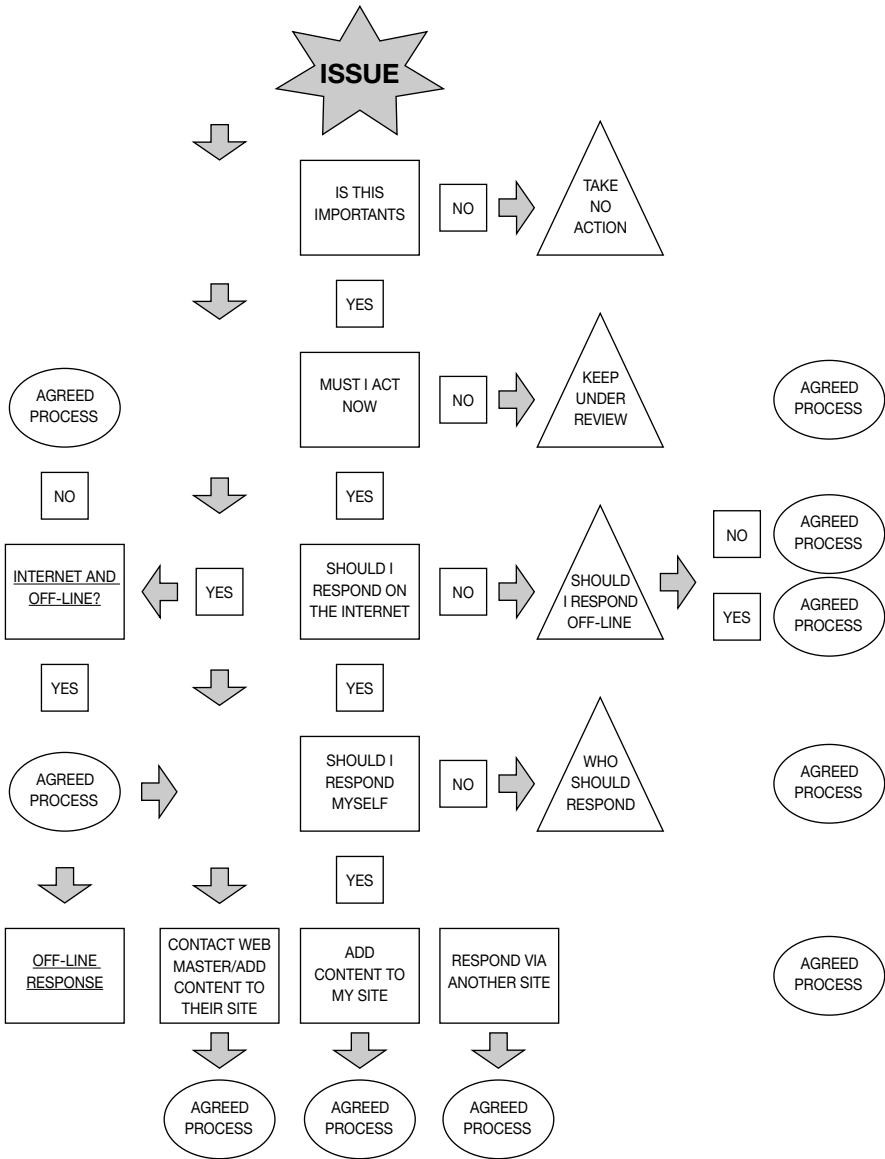 ISSUE
IS THIS
IMPORTANTS
NO
TAKE
NO
ACTION
YES
AGREED
PROCESS
MUST I ACT
NOW
NO
KEEP
UNDER
REVIEW
AGREED
PROCESS
NO
YES
NO
AGREED
PROCESS
INTERNET AND
OFF-LINE?
YES
SHOULD I
RESPOND ON
THE INTERNET
NO
SHOULD
I RESPOND
OFF-LINE
YES
AGREED
PROCESS
YES
YES
AGREED
PROCESS
SHOULD I
RESPOND
MYSELF
NO
WHO
SHOULD
RESPOND
AGREED
PROCESS
YES
OFF-LINE
RESPONSE
CONTACT WEB
MASTER/ADD
CONTENT TO
THEIR SITE
ADD
CONTENT TO
MY SITE
RESPOND VIA
ANOTHER SITE
AGREED
PROCESS
AGREED
PROCESS
AGREED
PROCESS
AGREED
PROCESS